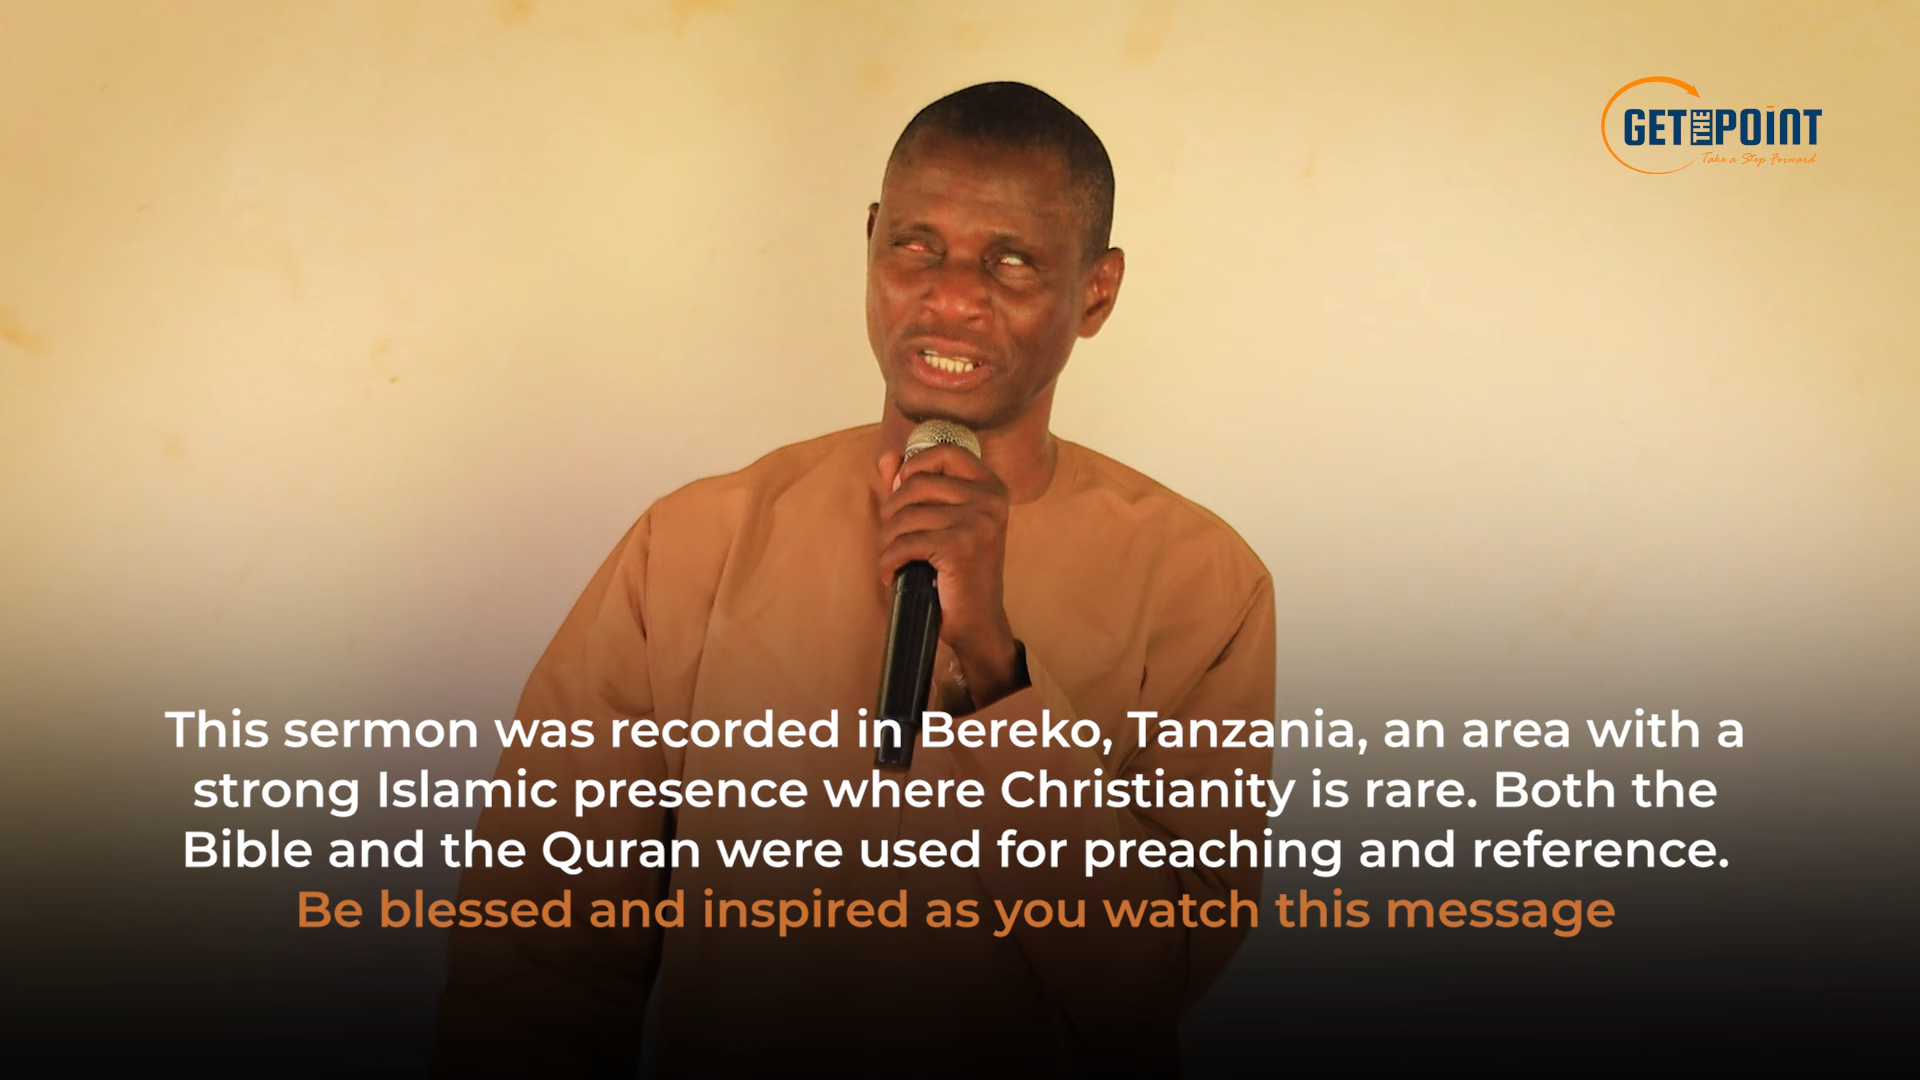 GET THE POINT
Take a Step Forward
This sermon was recorded in Bereko, Tanzania, an area with a
strong Islamic presence where Christianity is rare. Both the
Bible and the Quran were used for preaching and reference.
Be blessed and inspired as you watch this message